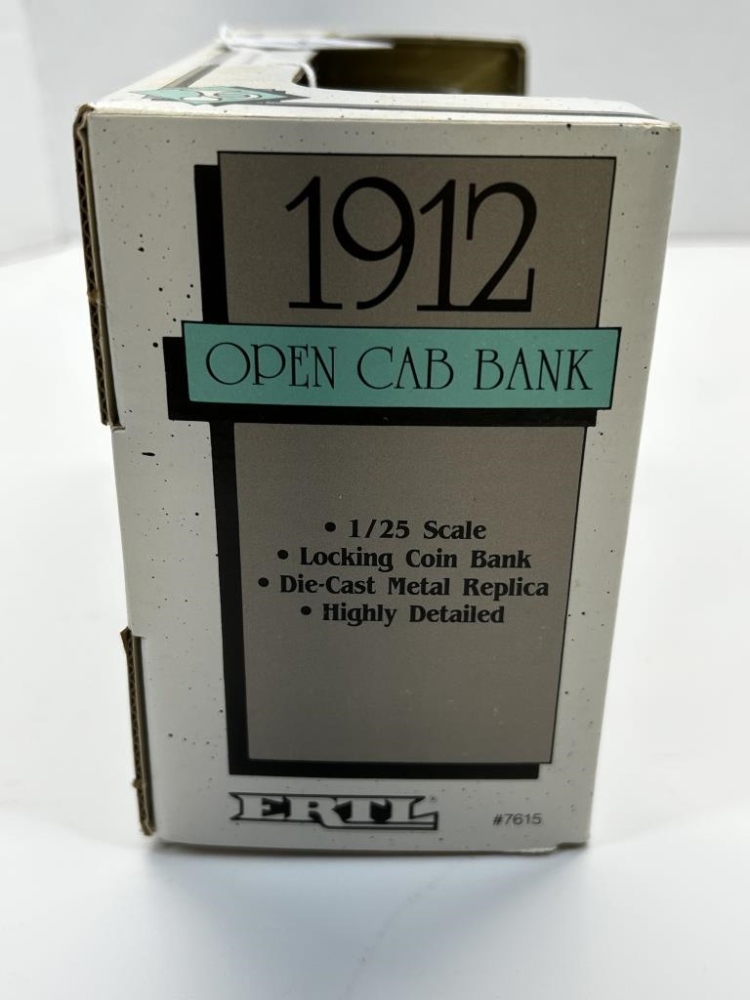 1912
OPEN CAB BANK
• 1/25 Scale
• Locking Coin Bank
• Die-Cast Metal Replica
• Highly Detailed
ERTL®
#7615